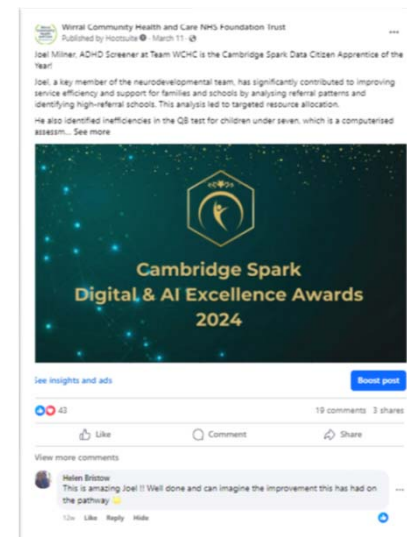 Wirral Community Health and Care NHS Foundation Trust
Published by Hootsuite · March 11 ·
Joel Milner, ADHD Screener at Team WCHC is the Cambridge Spark Data Citizen Apprentice of the
Year!
Joel, a key member of the neurodevelopmental team, has significantly contributed to improving
service efficiency and support for families and schools by analysing referral patterns and
identifying high-referral schools. This analysis led to targeted resource allocation.
He also identified inefficiencies in the QB test for children under seven, which is a computerised
assessm... See more
Cambridge Spark
Digital & AI Excellence Awards
2024
See insights and ads
Boost post
43
19 comments 3 shares
Like Comment Share
View more comments
Helen Bristow
This is amazing Joel !! Well done and can imagine the improvement this has had on
the pathway
12w Like Reply Hide